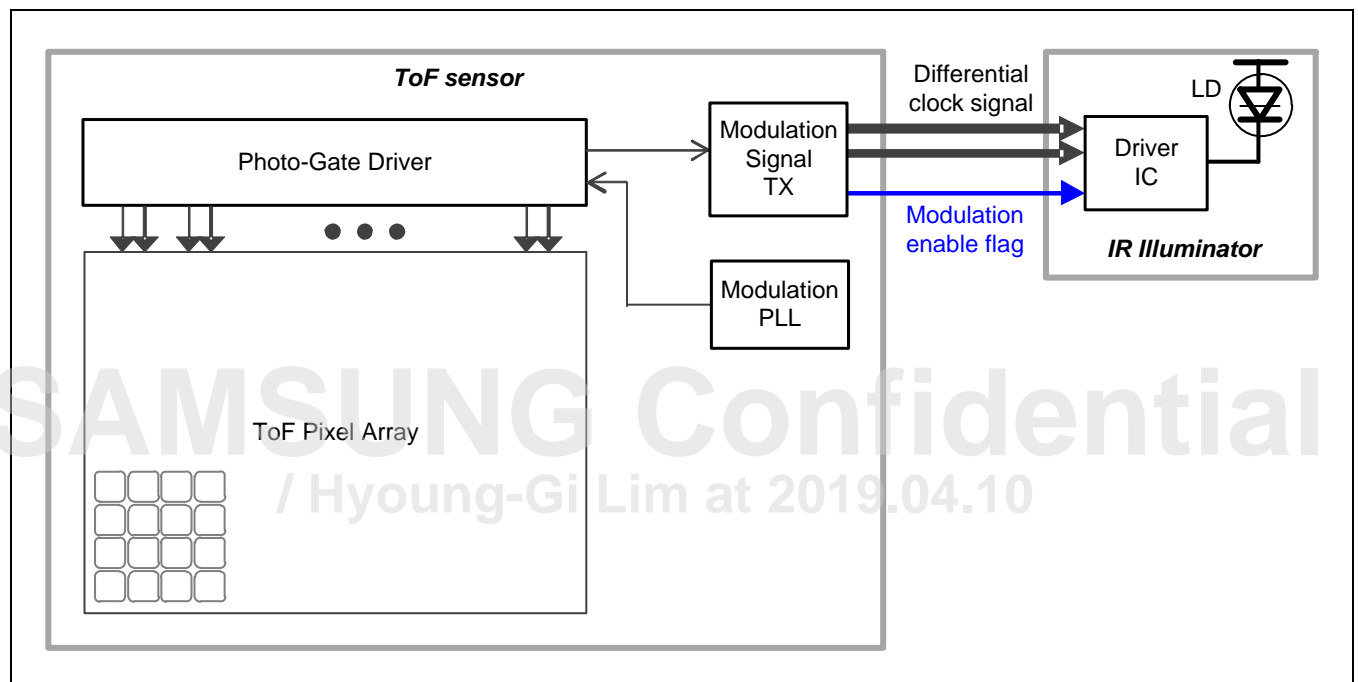 ToF sensor
Differential
clock signal
LD
Photo-Gate Driver
Modulation
Signal
TX
Driver
IC
Modulation
enable flag
IR Illuminator
Modulation
PLL
SAMSUNG Confidential
ToF Pixel Array
/ Hyoung-Gi Lim at 2019.04.10